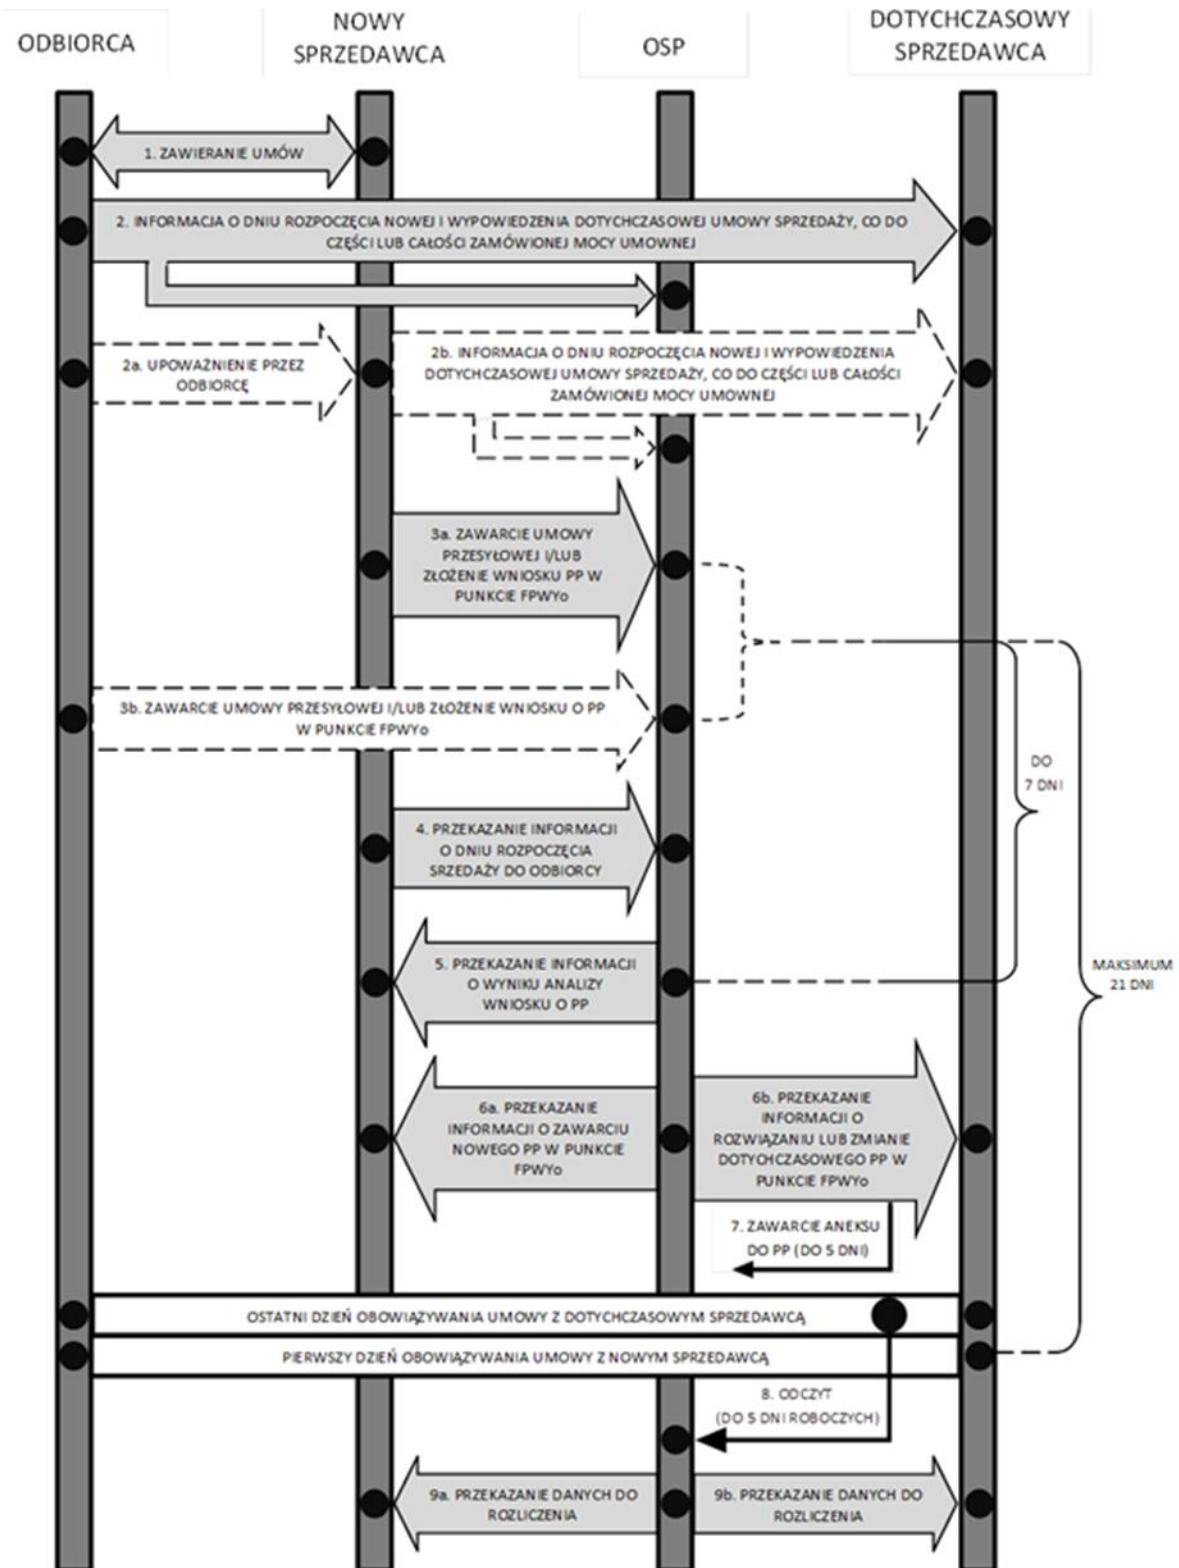 ODBIORCA
NOWY
SPRZEDAWCA
OSP
DOTYCHCZASOWY
SPRZEDAWCA
1. ZAWIERANIE UMÓW
2. INFORMACJA O DNIU ROZPOCZĘCIA NOWEJ I WYPOWIEDZENIA DOTYCHCZASOWEJ UMOWY SPRZEDAŻY, CO DO
CZĘŚCI LUB CAŁOŚCI ZAMÓWIONEJ MOCY UMOWNEJ
2a. UPOWAŻNIENIE PRZEZ
ODBIORCĘ
2b. INFORMACJA O DNIU ROZPOCZĘCIA NOWEJ I WYPOWIEDZENIA
DOTYCHCZASOWEJ UMOWY SPRZEDAŻY, CO DO CZĘŚCI LUB CAŁOŚCI
ZAMÓWIONEJ MOCY UMOWNEJ
3a. ZAWARCIE UMOWY
PRZESYŁOWEJ I/LUB
ZŁOŻENIE WNIOSKU PP W
PUNKCIE FPWYo
3b. ZAWARCIE UMOWY PRZESYŁOWEJ I/LUB ZŁOŻENIE WNIOSKU O PP
W PUNKCIE FPWYo
DO
7 DNI
4. PRZEKAZANIE INFORMACJI
O DNIU ROZPOCZĘCIA
SRZEDAŻY DO ODBIORCY
5. PRZEKAZANIE INFORMACJI
O WYNIKU ANALIZY
WNIOSKU O PP
MAKSIMUM
21 DNI
6a. PRZEKAZANIE
INFORMACJI O ZAWARCIU
NOWEGO PP W PUNKCIE
FPWYo
6b. PRZEKAZANIE
INFORMACJI O
ROZWIĄZANIU LUB ZMIANIE
DOTYCHCZASOWEGO PP W
PUNKCIE FPWYo
7. ZAWARCIE ANEKSU
DO PP (DO 5 DNI)
OSTATNI DZIEŃ OBOWIĄZYWANIA UMOWY Z DOTYCHCZASOWYM SPRZEDAWCĄ
PIERWSZY DZIEŃ OBOWIĄZYWANIA UMOWY Z NOWYM SPRZEDAWCĄ
8. ODCZYT
(DO 5 DNI ROBOCZYCH)
9a. PRZEKAZANIE DANYCH DO
ROZLICZENIA
9b. PRZEKAZANIE DANYCH DO
ROZLICZENIA